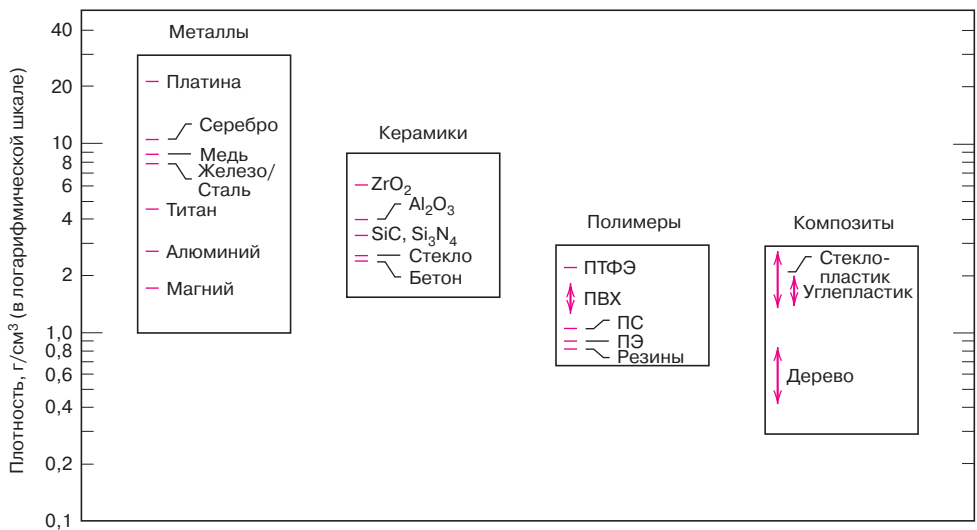 Плотность, г/см³ (в логарифмической шкале)
40
20
10
8
6
4
2
1,0
0,8
0,6
0,4
0,2
0,1
Металлы
Платина
Серебро
Медь
Железо/
Сталь
Титан
Алюминий
Магний
Керамики
ZrO₂
Al₂O₃
SiC, Si₃N₄
Стекло
Бетон
Полимеры
ПТФЭ
ПВХ
ПС
ПЭ
Резины
Композиты
Стекло-
пластик
Углепластик
Дерево